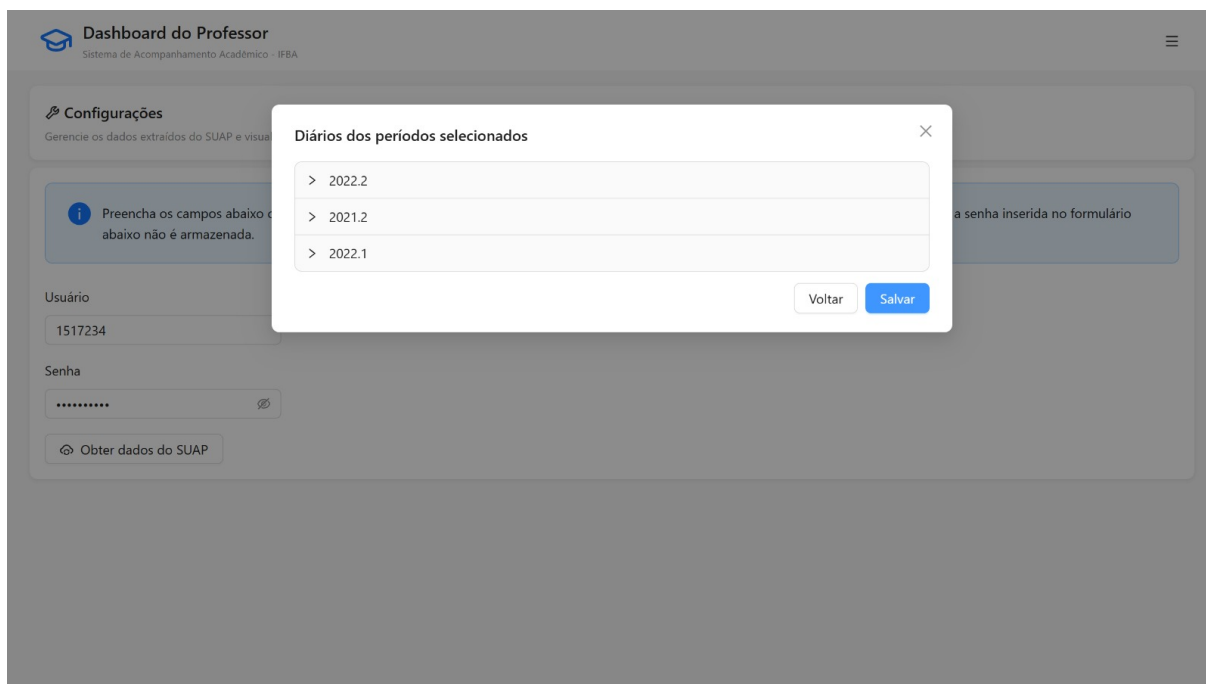 Dashboard do Professor
Sistema de Acompanhamento Acadêmico - IFBA
Configurações
Gerencie os dados extraídos do SUAP e visual
Diários dos períodos selecionados
2022.2
2021.2
2022.1
Voltar Salvar
Preencha os campos abaixo
a senha inserida no formulário
abaixo não é armazenada.
Usuário
1517234
Senha
••••••••••
Obter dados do SUAP